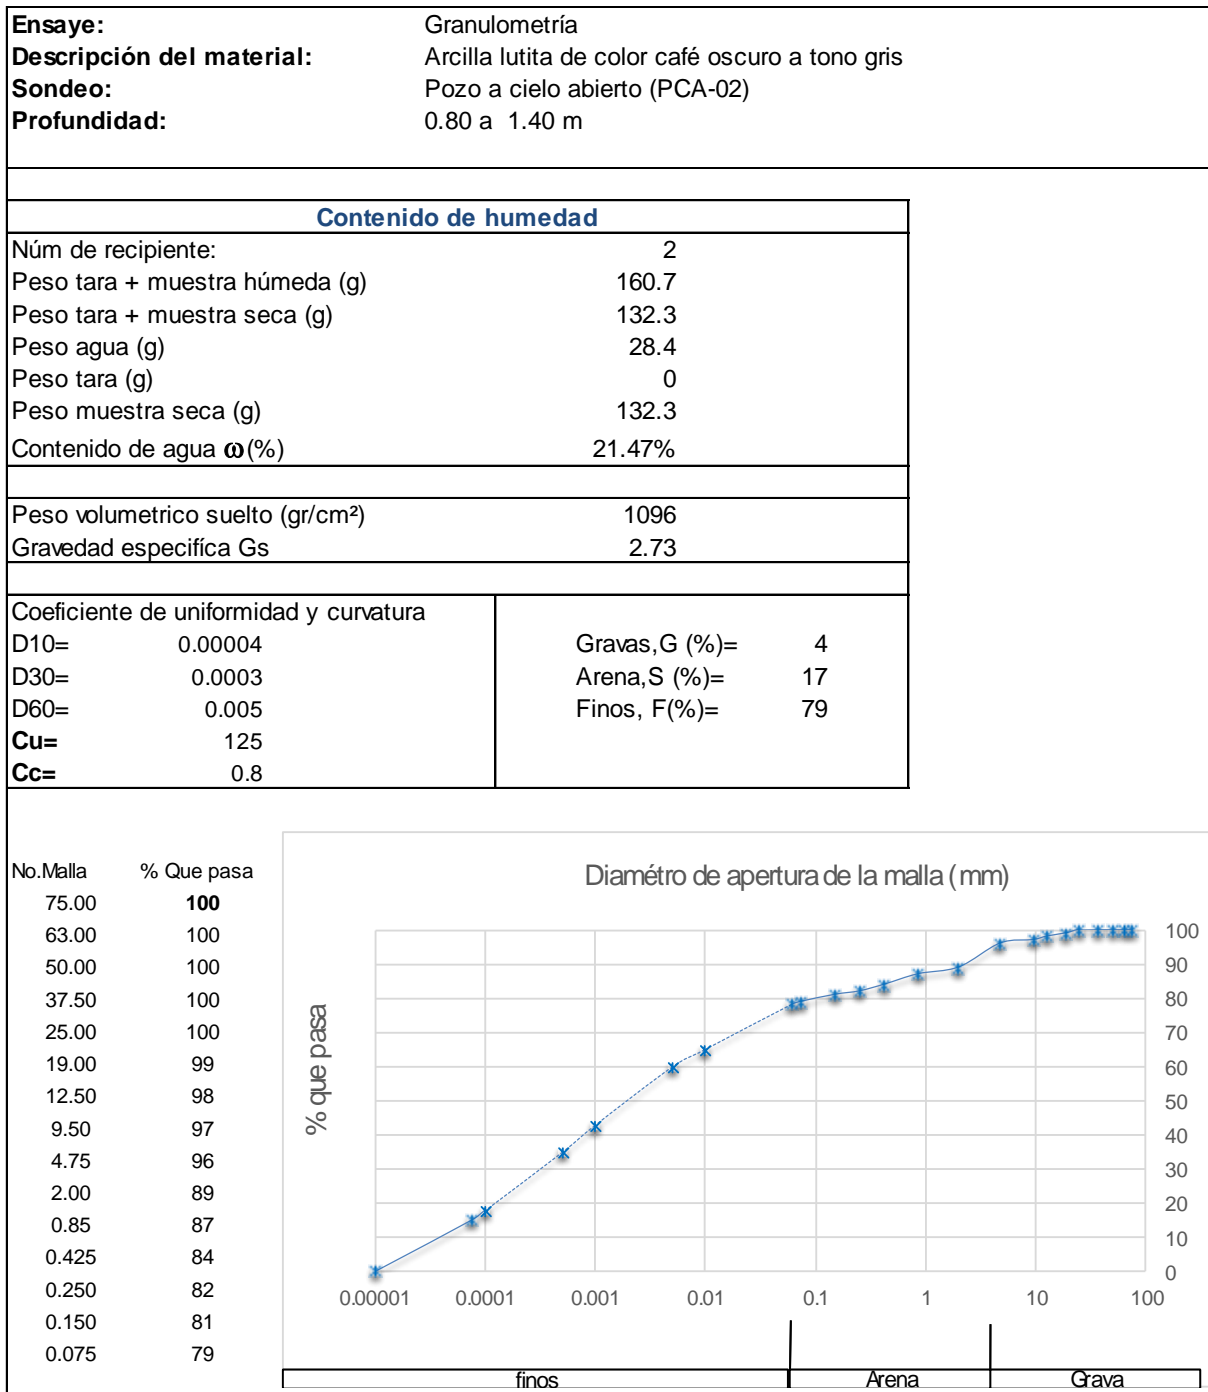 Ensaye: Granulometría
Descripción del material: Arcilla lutita de color café oscuro a tono gris
Sondeo: Pozo a cielo abierto (PCA-02)
Profundidad: 0.80 a 1.40 m
Contenido de humedad
Núm de recipiente: 2
Peso tara + muestra húmeda (g) 160.7
Peso tara + muestra seca (g) 132.3
Peso agua (g) 28.4
Peso tara (g) 0
Peso muestra seca (g) 132.3
Contenido de agua ω(%) 21.47%
Peso volumetrico suelto (gr/cm²) 1096
Gravedad especifíca Gs 2.73
Coeficiente de uniformidad y curvatura
D10= 0.00004 Gravas,G (%)= 4
D30= 0.0003 Arena,S (%)= 17
D60= 0.005 Finos, F(%)= 79
Cu= 125
Cc= 0.8
No.Malla % Que pasa
75.00 100
63.00 100
50.00 100
37.50 100
25.00 100
19.00 99
12.50 98
9.50 97
4.75 96
2.00 89
0.85 87
0.425 84
0.250 82
0.150 81
0.075 79
Diamétro de apertura de la malla (mm)
% que pasa
100
90
80
70
60
50
40
30
20
10
0
0.00001 0.0001 0.001 0.01 0.1 1 10 100
finos Arena Grava